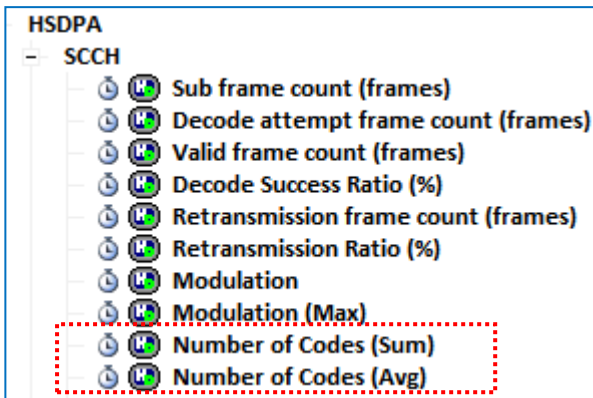 HSDPA
SCCH
Sub frame count (frames)
Decode attempt frame count (frames)
Valid frame count (frames)
Decode Success Ratio (%)
Retransmission frame count (frames)
Retransmission Ratio (%)
Modulation
Modulation (Max)
Number of Codes (Sum)
Number of Codes (Avg)